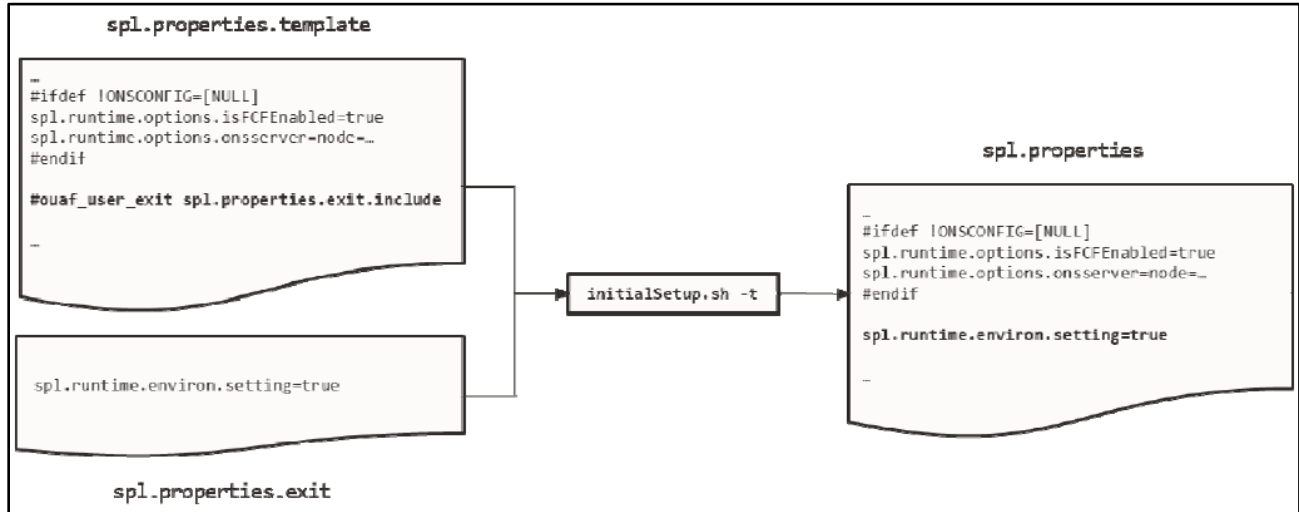 spl.properties.template
…
#ifdef !ONSCONFIG=[NULL]
spl.runtime.options.isFCFEnabled=true
spl.runtime.options.onsserver=node=…
#endif
#ouaf_user_exit spl.properties.exit.include
…
spl.runtime.environ.setting=true
spl.properties.exit
initialSetup.sh -t
spl.properties
…
#ifdef !ONSCONFIG=[NULL]
spl.runtime.options.isFCFEnabled=true
spl.runtime.options.onsserver=node=…
#endif
spl.runtime.environ.setting=true
…